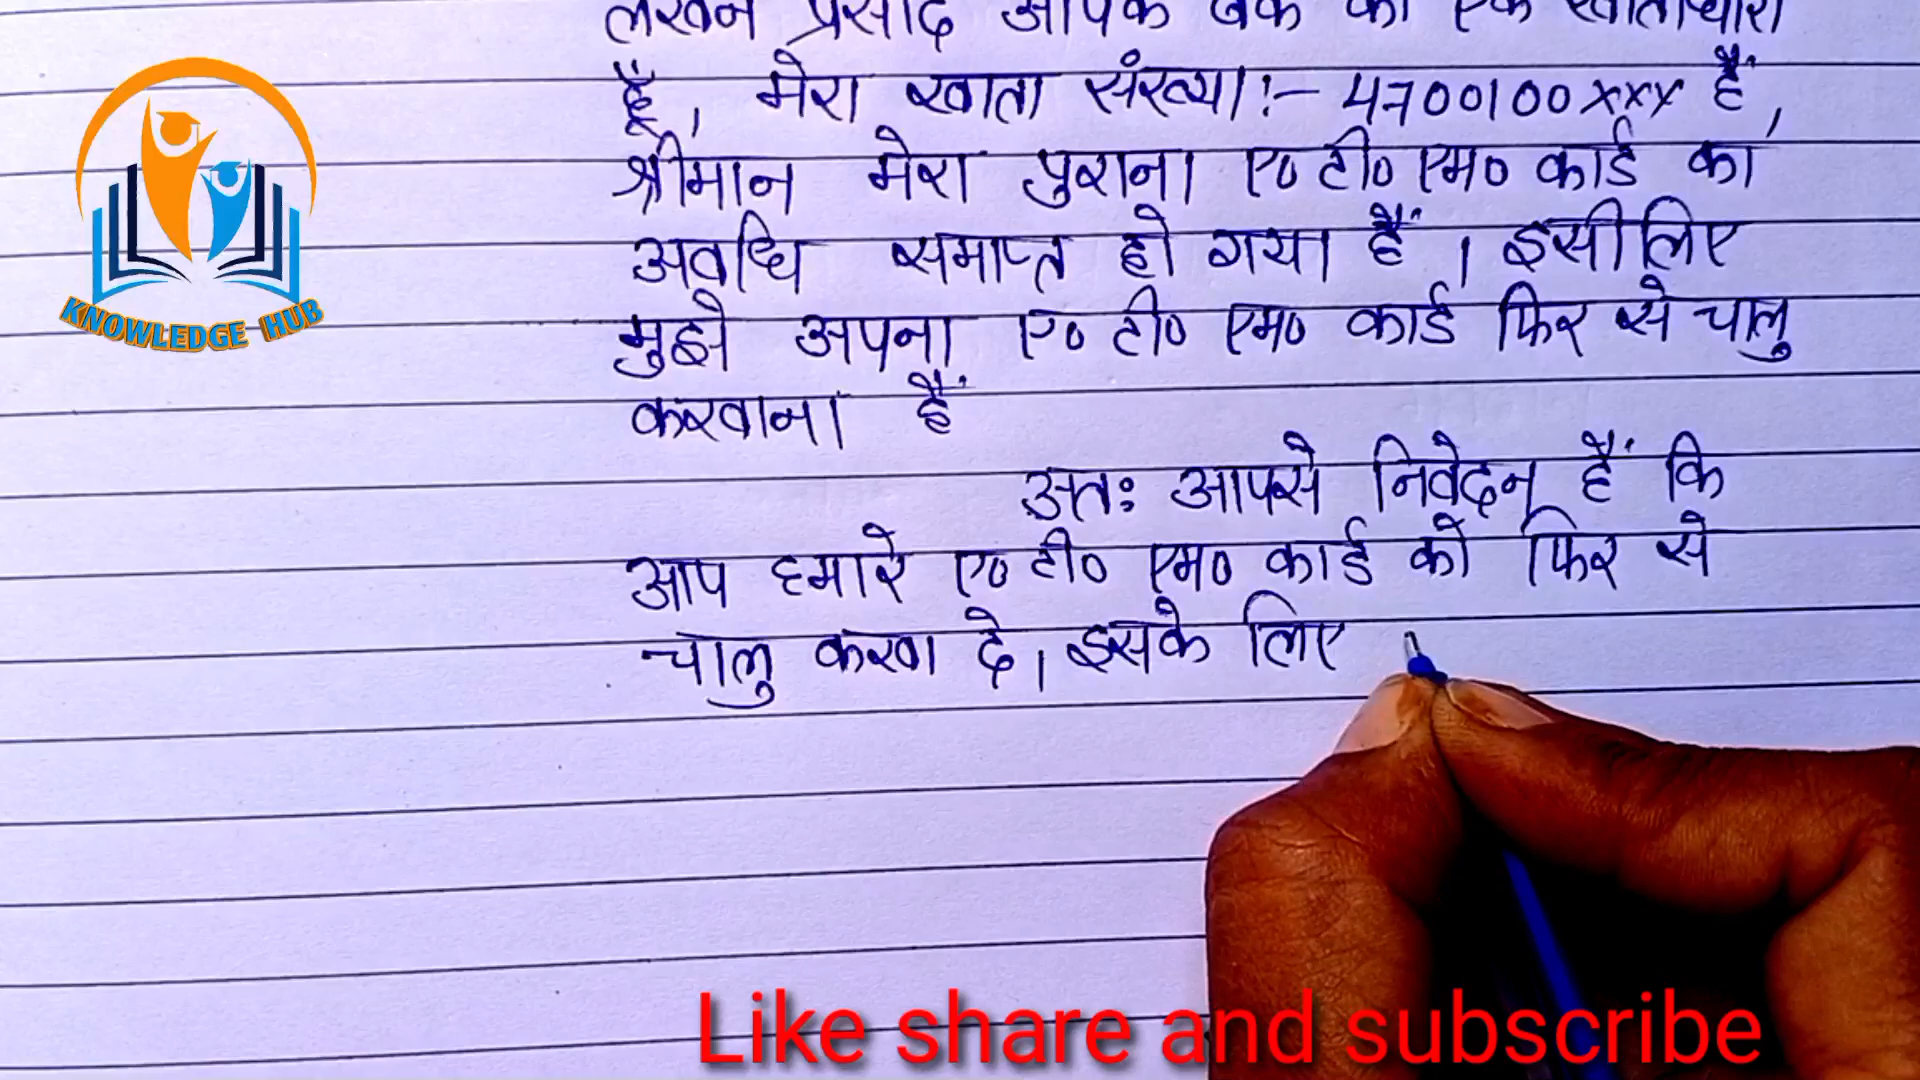 लखन प्रसाद आपके बैंक का एक खाताधारी
हूँ, मेरा खाता संख्या:- 4700100xxx हैं,
श्रीमान मेरा पुराना ए० टी० एम० कार्ड का
अवधि समाप्त हो गया हैं । इसीलिए
मुझे अपना ए० टी० एम० कार्ड फिर से चालु
करवाना हैं
अतः आपसे निवेदन हैं कि
आप हमारे ए० टी० एम० कार्ड को फिर से
चालु करवा दे । इसके लिए
KNOWLEDGE HUB
Like share and subscribe